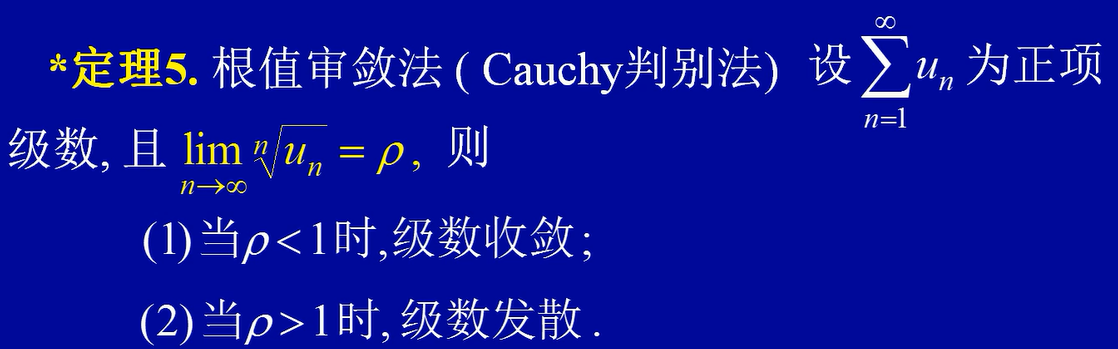 *定理5. 根值审敛法 ( Cauchy判别法) 设 $\sum_{n=1}^{\infty} u_n$ 为正项
级数, 且 $\lim_{n\to\infty} \sqrt[n]{u_n} = \rho$, 则
(1) 当 $\rho < 1$ 时, 级数收敛;
(2) 当 $\rho > 1$ 时, 级数发散.